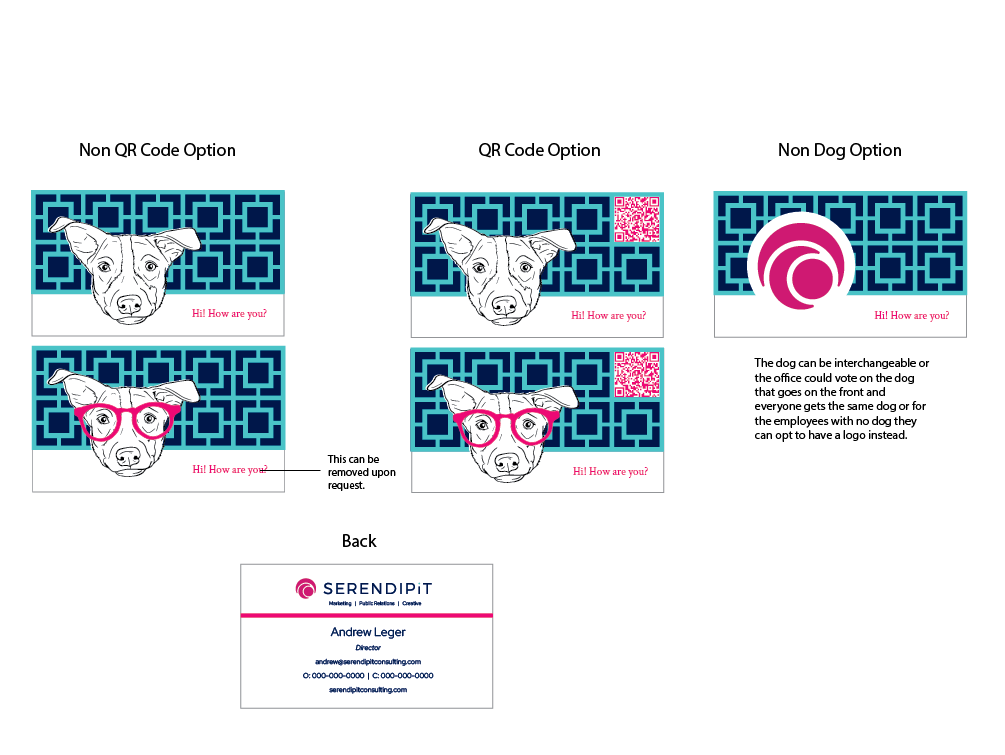 Non QR Code Option
QR Code Option
Non Dog Option
Hi! How are you?
Hi! How are you?
Hi! How are you?
The dog can be interchangeable or
the office could vote on the dog
that goes on the front and
everyone gets the same dog or for
the employees with no dog they
can opt to have a logo instead.
Hi! How are you?
This can be
removed upon
request.
Hi! How are you?
Back
SERENDIPiT
Marketing | Public Relations | Creative
Andrew Leger
Director
andrew@serendipitconsulting.com
O: 000-000-0000 | C: 000-000-0000
serendipitconsulting.com